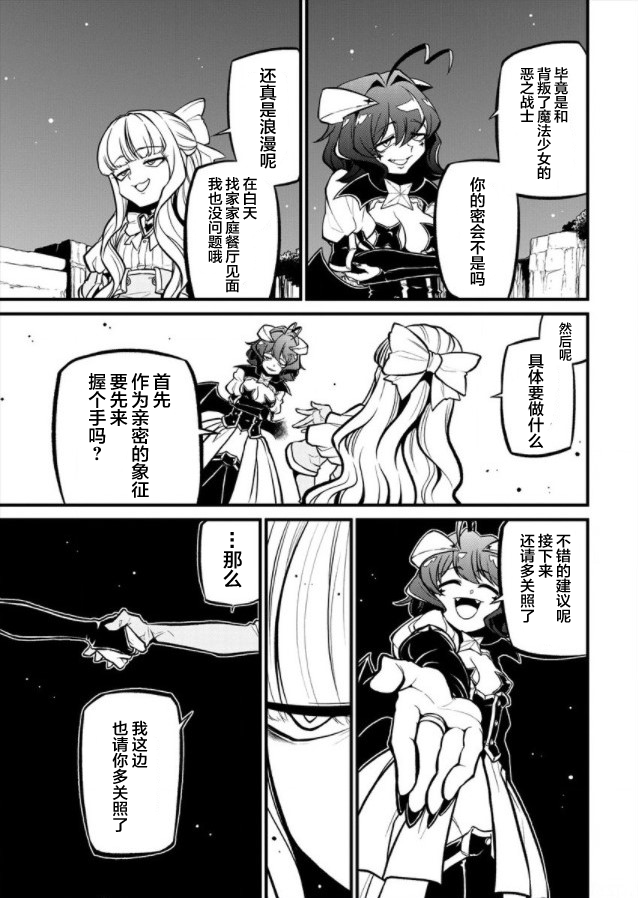 毕竟是和
背叛了魔法少女的
恶之战士
你的密会不是吗
还真是浪漫呢
在白天
找家家庭餐厅见面
我也没问题哦
然后呢
具体要做什么
首先
作为亲密的象征
要先来
握个手吗？
不错的建议呢
接下来
还请多关照了
…那么
我这边
也请你多关照了